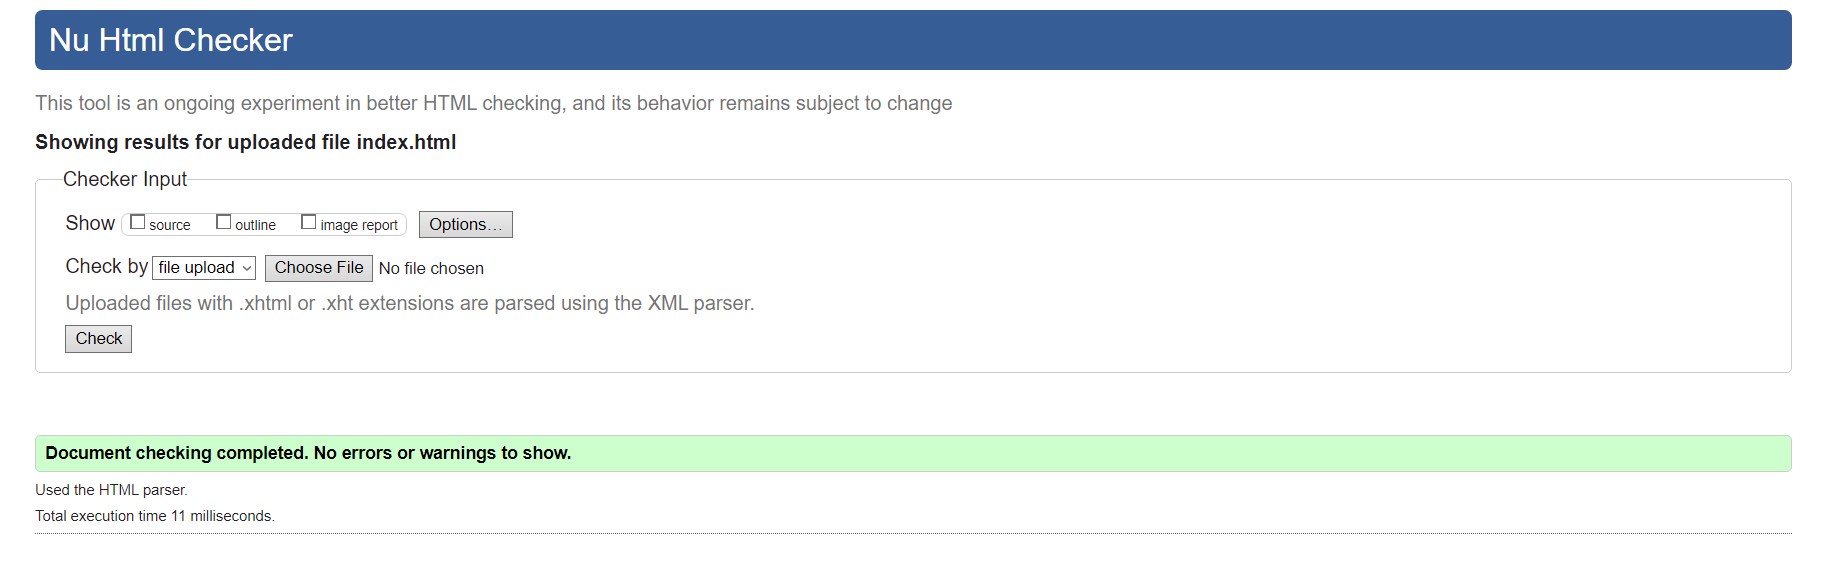 Nu Html Checker
This tool is an ongoing experiment in better HTML checking, and its behavior remains subject to change
Showing results for uploaded file index.html
Checker Input
Show source outline image report Options…
Check by file upload Choose File No file chosen
Uploaded files with .xhtml or .xht extensions are parsed using the XML parser.
Check
Document checking completed. No errors or warnings to show.
Used the HTML parser.
Total execution time 11 milliseconds.